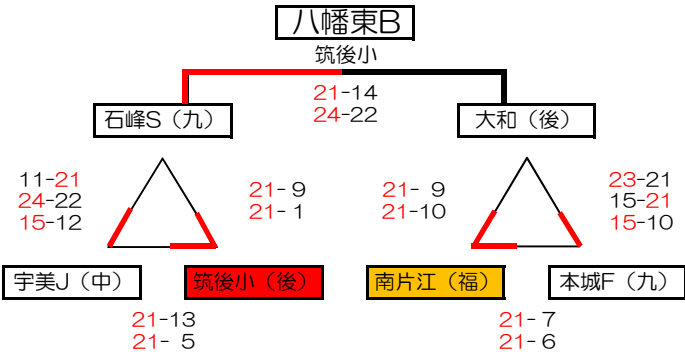 八幡東B
筑後小
21-14
24-22
石峰S（九）
大和（後）
11-21
24-22
15-12
21- 9
21- 1
21- 9
21-10
23-21
15-21
15-10
宇美J（中）
筑後小（後）
南片江（福）
本城F（九）
21-13
21- 5
21- 7
21- 6